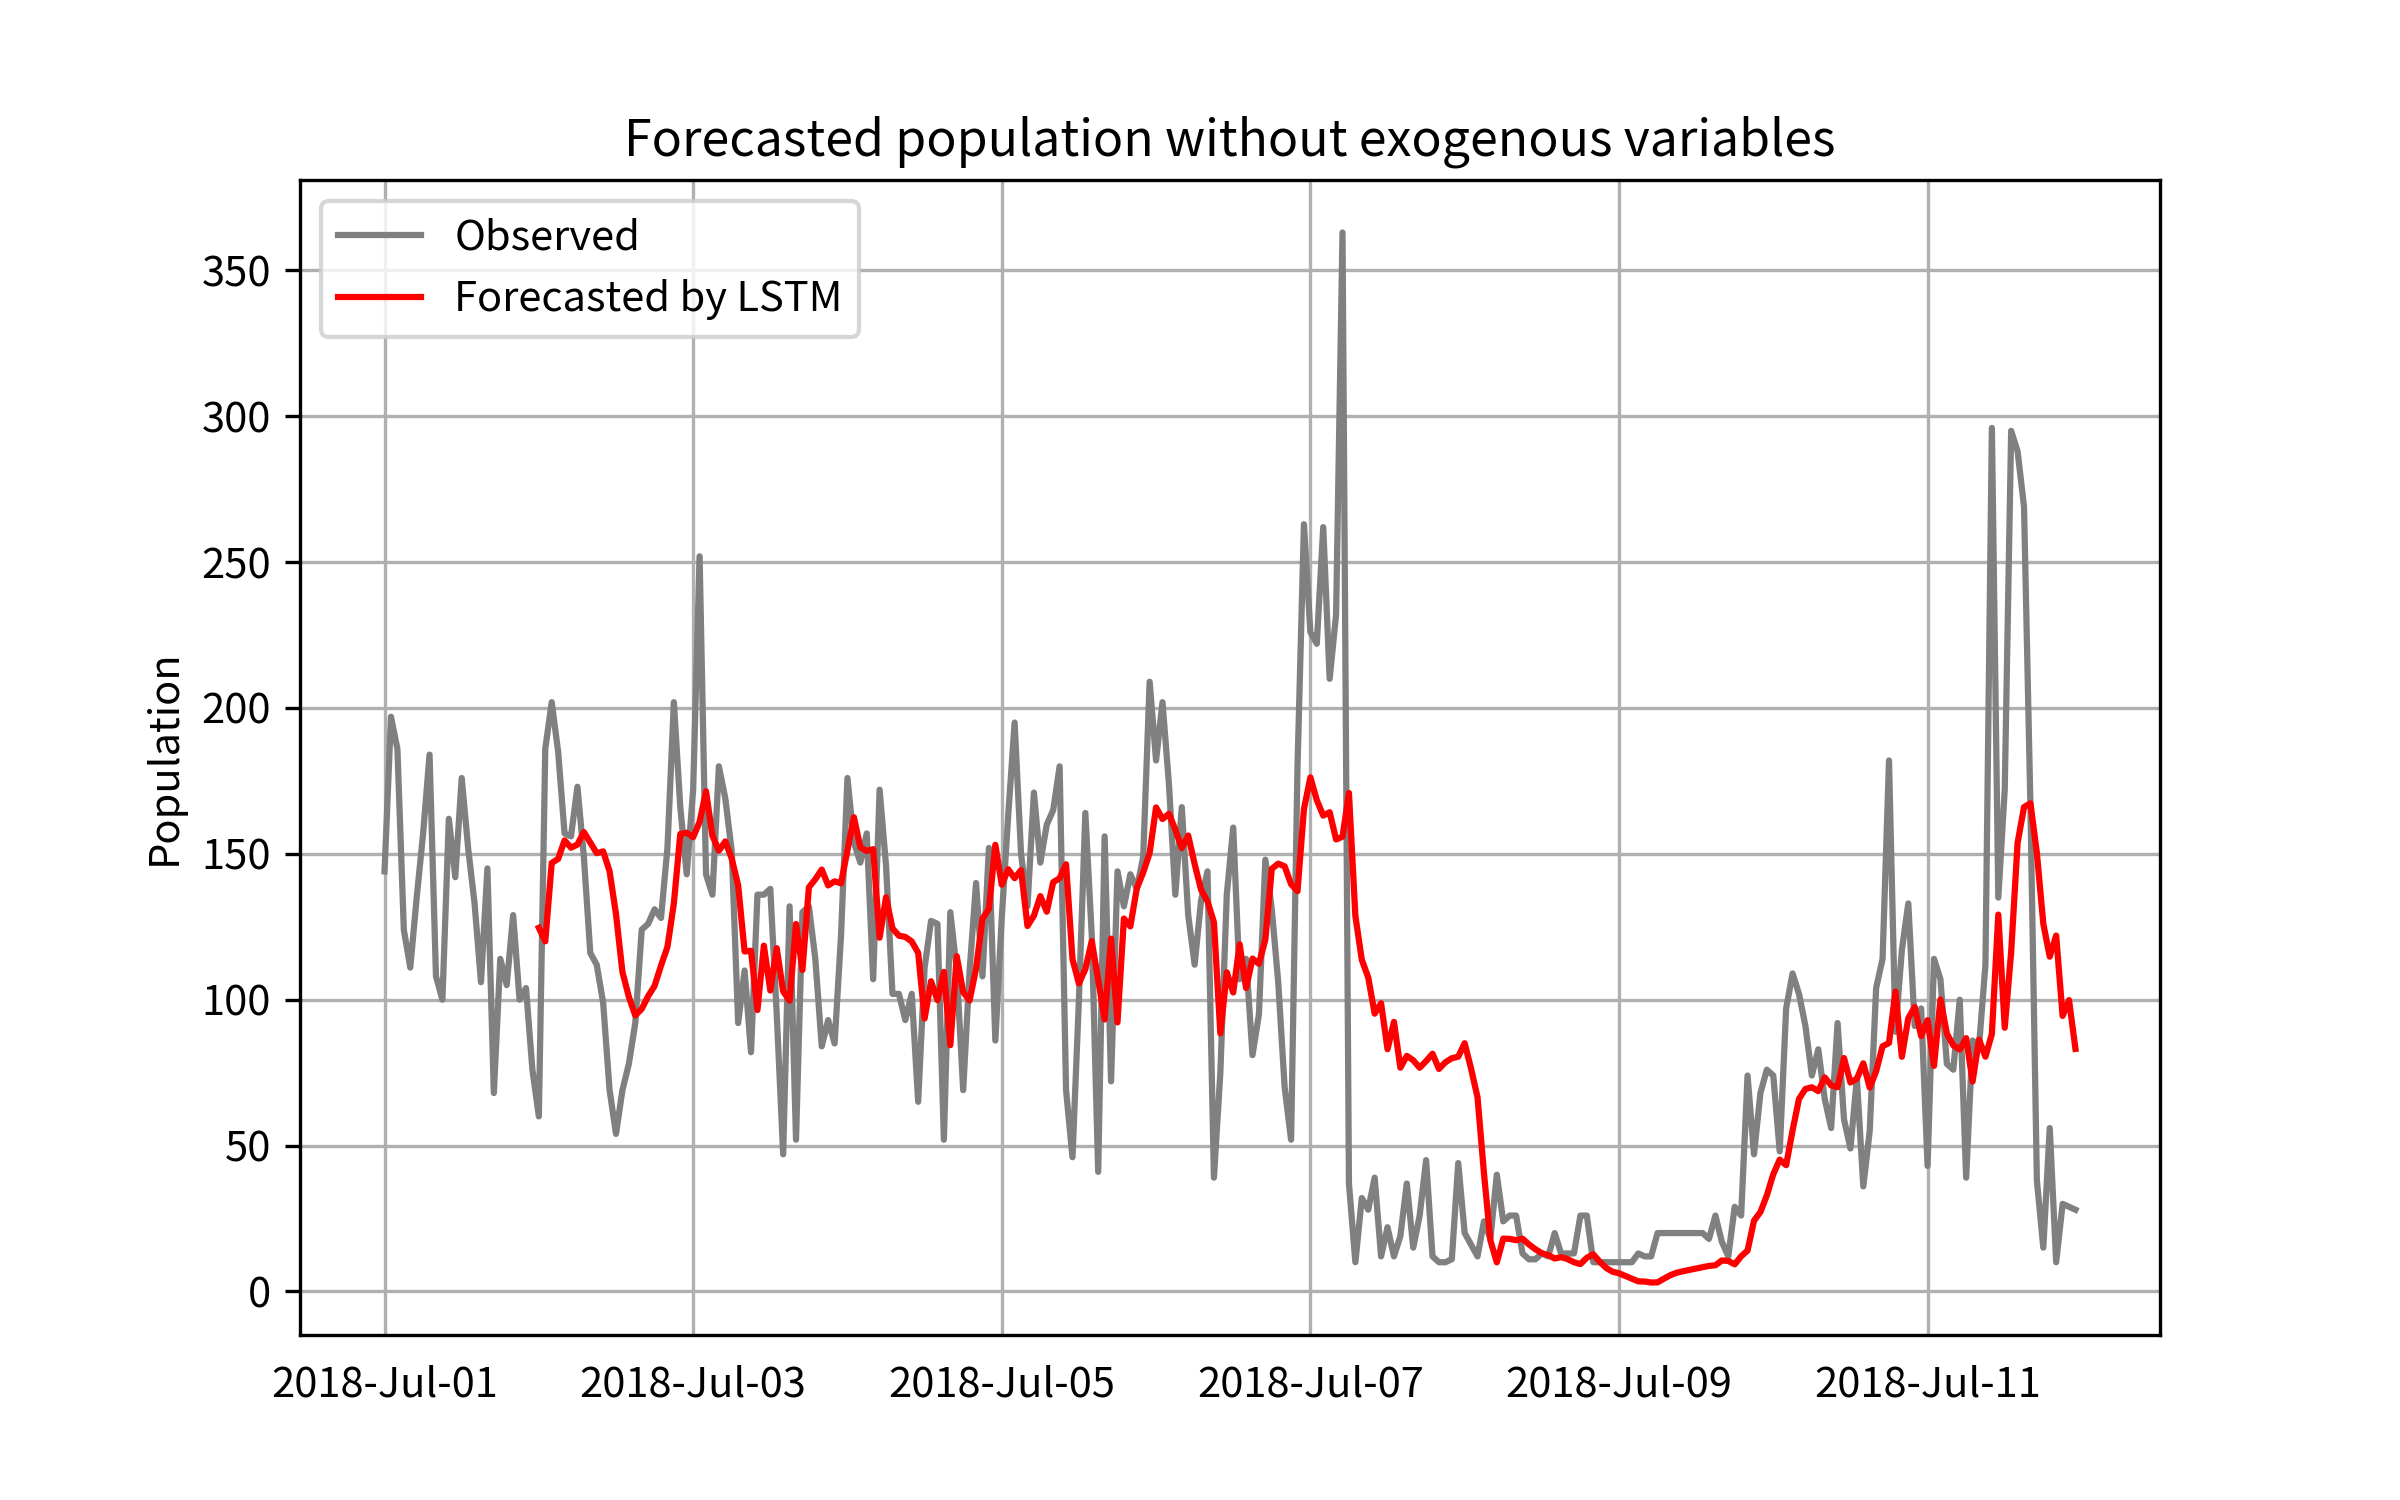 Forecasted population without exogenous variables
Observed
Forecasted by LSTM
Population
350
300
250
200
150
100
50
0
2018-Jul-01
2018-Jul-03
2018-Jul-05
2018-Jul-07
2018-Jul-09
2018-Jul-11